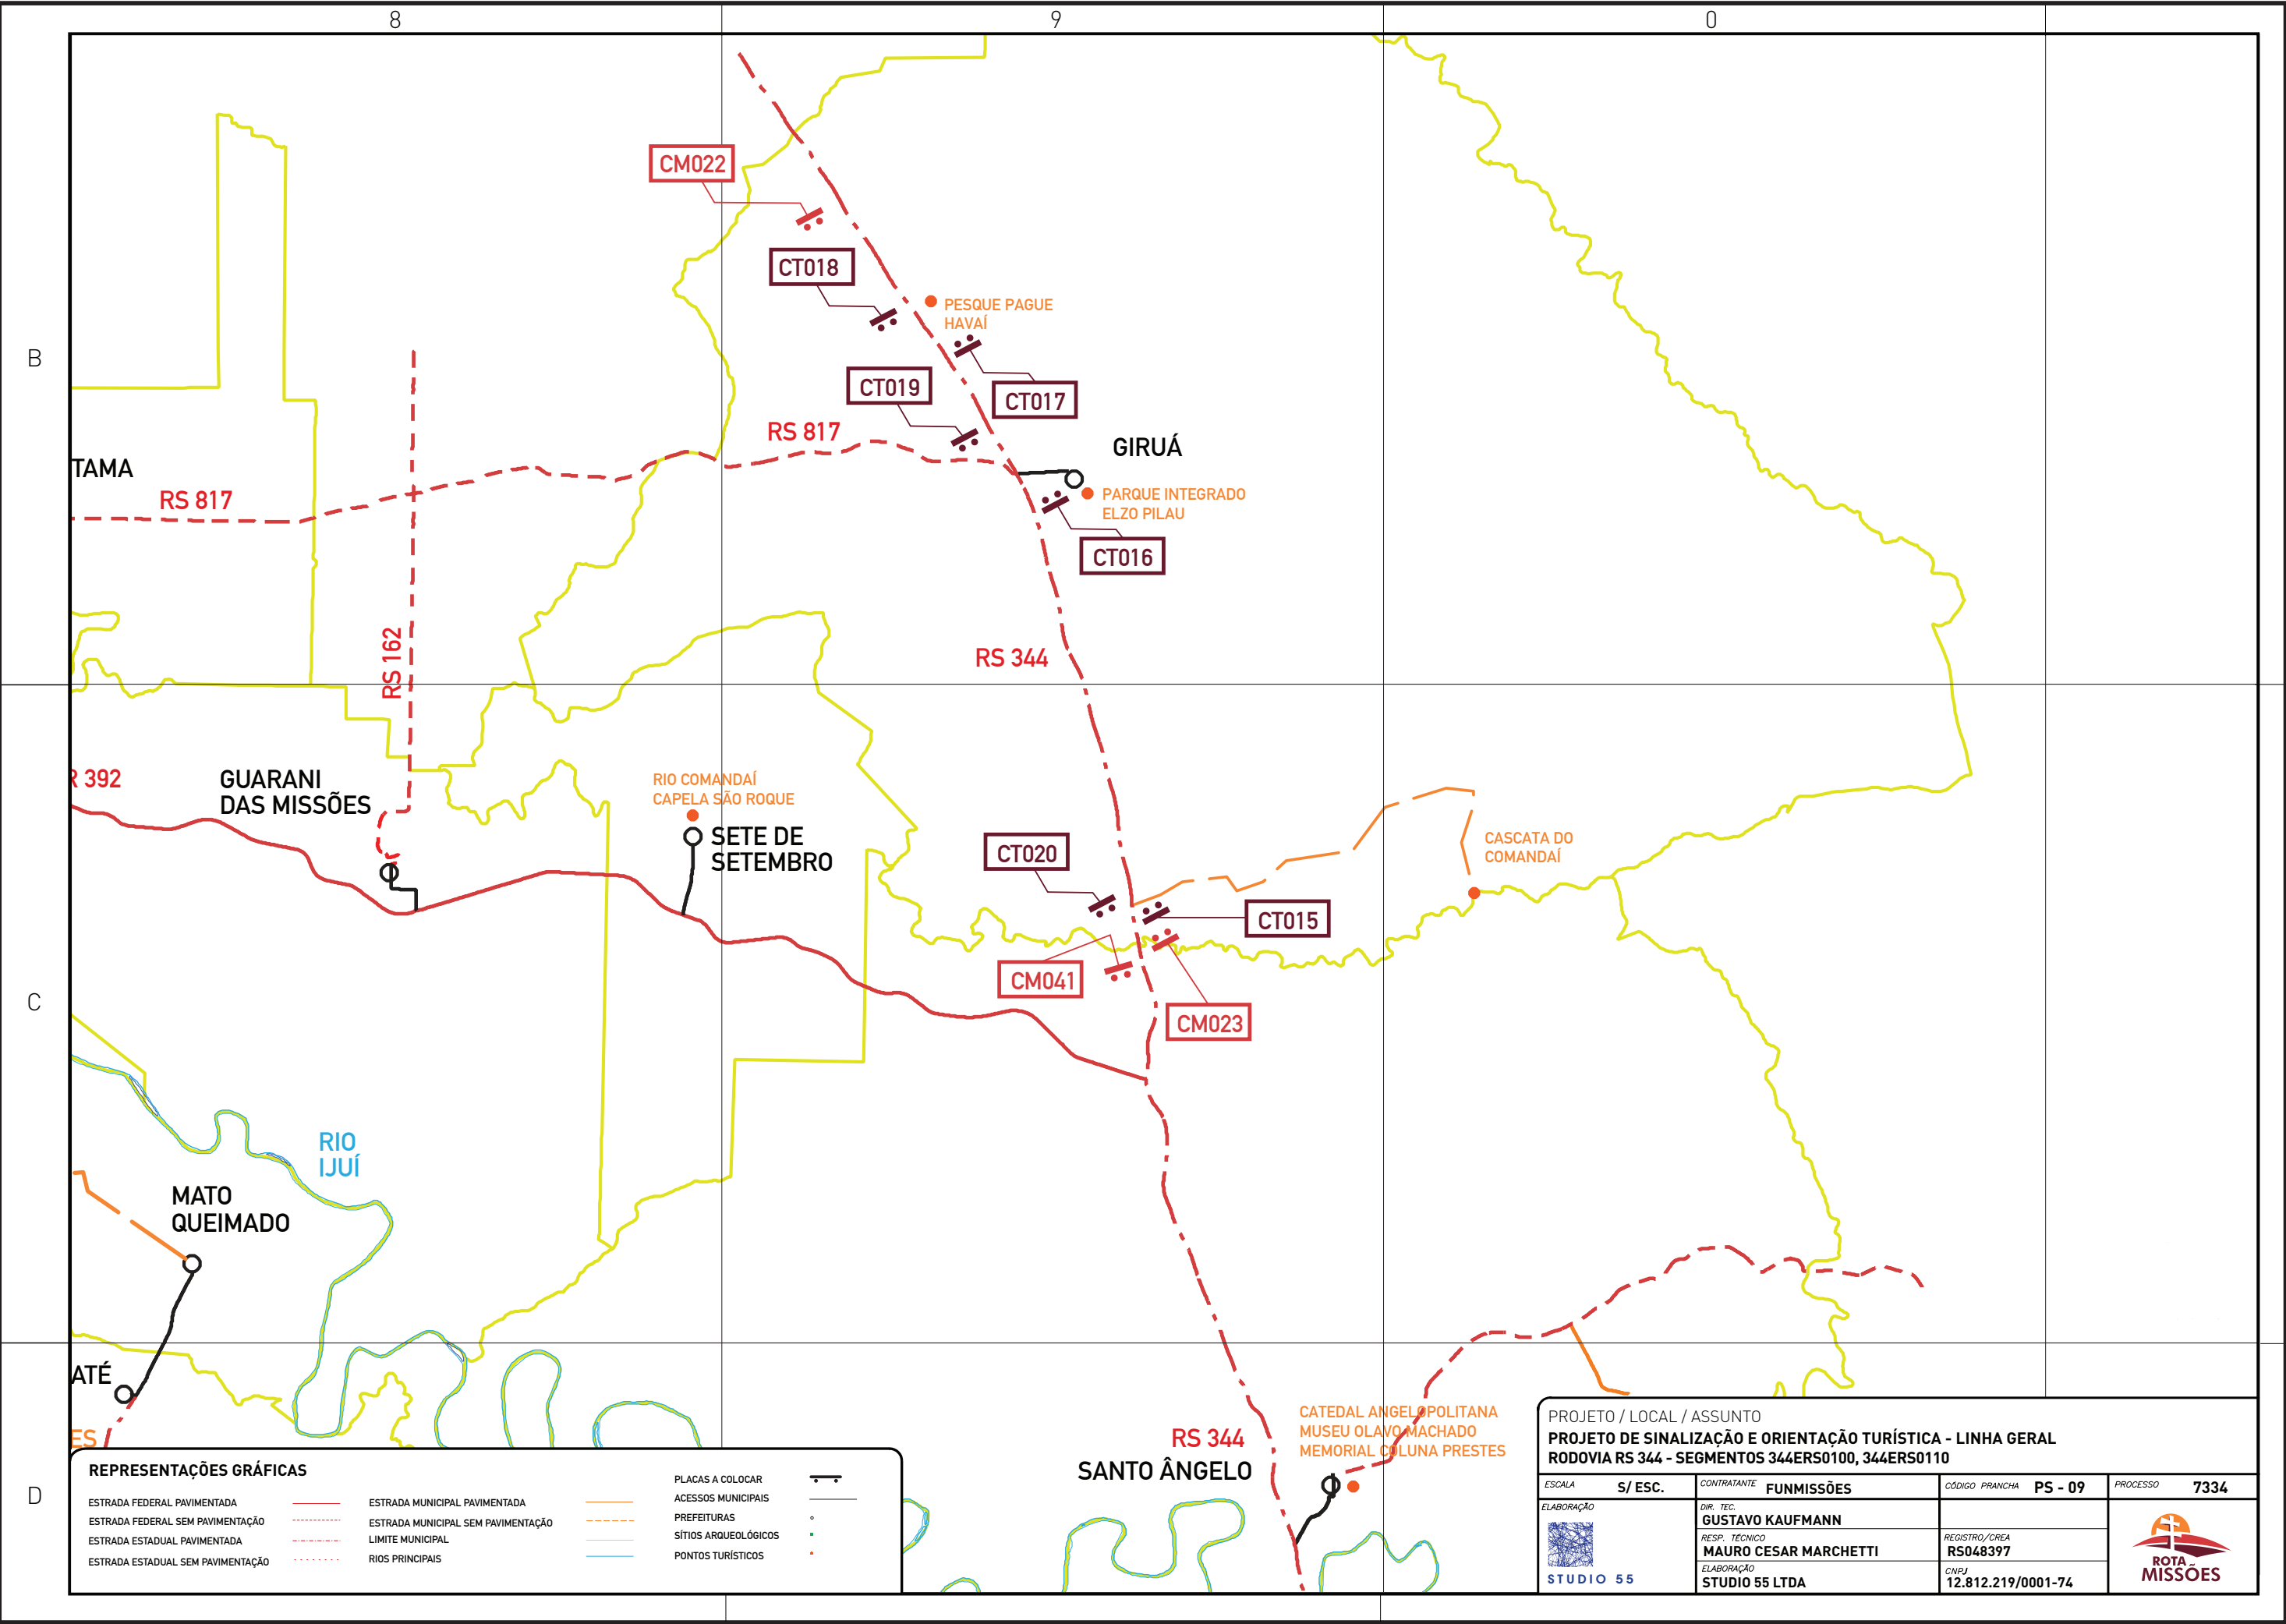 8
9
0
B
C
D
CM022
CT018
PESQUE PAGUE
HAVAÍ
CT019
CT017
RS 817
GIRUÁ
TAMA
RS 817
PARQUE INTEGRADO
ELZO PILAU
CT016
RS 162
RS 344
R 392
GUARANI
DAS MISSÕES
RIO COMANDAÍ
CAPELA SÃO ROQUE
SETE DE
SETEMBRO
CT020
CASCATA DO
COMANDAÍ
CT015
CM041
CM023
RIO
IJUÍ
MATO
QUEIMADO
ATÉ
ES
RS 344
SANTO ÂNGELO
CATEDAL ANGELOPOLITANA
MUSEU OLAVO MACHADO
MEMORIAL COLUNA PRESTES
REPRESENTAÇÕES GRÁFICAS
ESTRADA FEDERAL PAVIMENTADA
ESTRADA FEDERAL SEM PAVIMENTAÇÃO
ESTRADA ESTADUAL PAVIMENTADA
ESTRADA ESTADUAL SEM PAVIMENTAÇÃO
ESTRADA MUNICIPAL PAVIMENTADA
ESTRADA MUNICIPAL SEM PAVIMENTAÇÃO
LIMITE MUNICIPAL
RIOS PRINCIPAIS
PLACAS A COLOCAR
ACESSOS MUNICIPAIS
PREFEITURAS
SÍTIOS ARQUEOLÓGICOS
PONTOS TURÍSTICOS
PROJETO / LOCAL / ASSUNTO
PROJETO DE SINALIZAÇÃO E ORIENTAÇÃO TURÍSTICA - LINHA GERAL
RODOVIA RS 344 - SEGMENTOS 344ERS0100, 344ERS0110
ESCALA S/ ESC.
CONTRATANTE FUNMISSÕES
CÓDIGO PRANCHA PS - 09
PROCESSO 7334
ELABORAÇÃO
STUDIO 55
DIR. TEC.
GUSTAVO KAUFMANN
RESP. TÉCNICO
MAURO CESAR MARCHETTI
REGISTRO/CREA
RS048397
ELABORAÇÃO
STUDIO 55 LTDA
CNPJ
12.812.219/0001-74
ROTA
MISSÕES